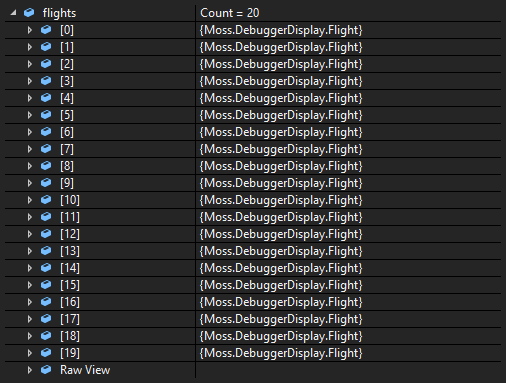 flights Count = 20
[0] {Moss.DebuggerDisplay.Flight}
[1] {Moss.DebuggerDisplay.Flight}
[2] {Moss.DebuggerDisplay.Flight}
[3] {Moss.DebuggerDisplay.Flight}
[4] {Moss.DebuggerDisplay.Flight}
[5] {Moss.DebuggerDisplay.Flight}
[6] {Moss.DebuggerDisplay.Flight}
[7] {Moss.DebuggerDisplay.Flight}
[8] {Moss.DebuggerDisplay.Flight}
[9] {Moss.DebuggerDisplay.Flight}
[10] {Moss.DebuggerDisplay.Flight}
[11] {Moss.DebuggerDisplay.Flight}
[12] {Moss.DebuggerDisplay.Flight}
[13] {Moss.DebuggerDisplay.Flight}
[14] {Moss.DebuggerDisplay.Flight}
[15] {Moss.DebuggerDisplay.Flight}
[16] {Moss.DebuggerDisplay.Flight}
[17] {Moss.DebuggerDisplay.Flight}
[18] {Moss.DebuggerDisplay.Flight}
[19] {Moss.DebuggerDisplay.Flight}
Raw View